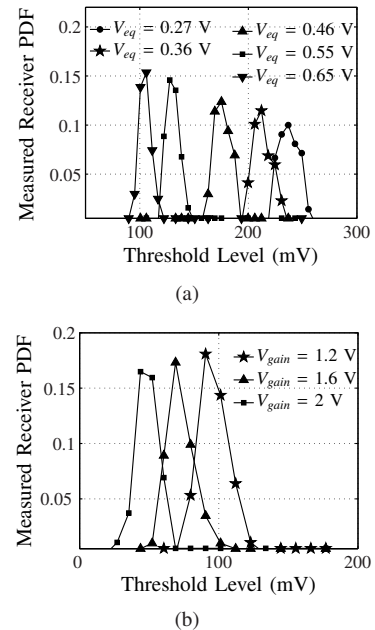 V_eq = 0.27 V
V_eq = 0.36 V
V_eq = 0.46 V
V_eq = 0.55 V
V_eq = 0.65 V
0.2
0.15
0.1
0.05
Measured Receiver PDF
100
200
300
Threshold Level (mV)
(a)
V_gain = 1.2 V
V_gain = 1.6 V
V_gain = 2 V
0.2
0.15
0.1
0.05
Measured Receiver PDF
0
100
200
Threshold Level (mV)
(b)